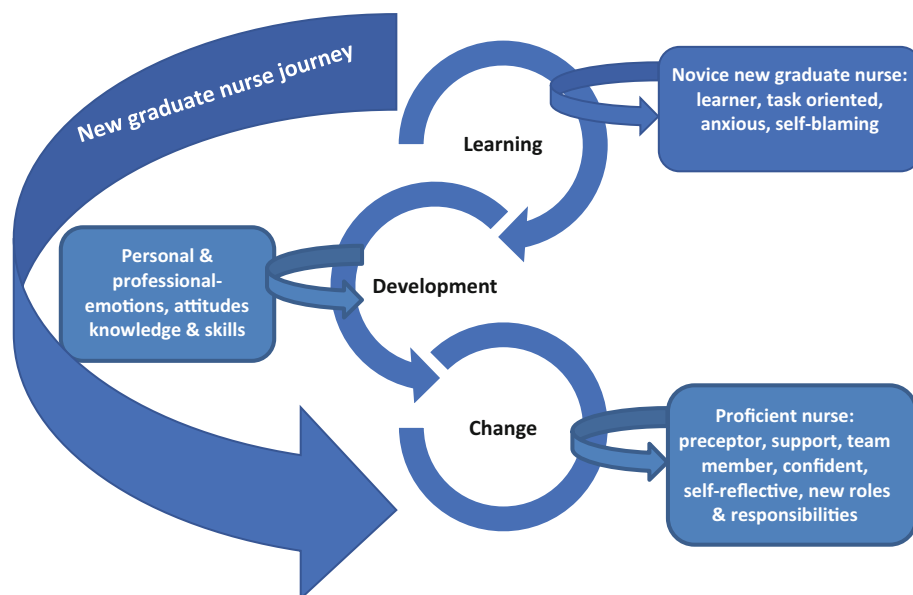 New graduate nurse journey
Learning
Novice new graduate nurse:
learner, task oriented,
anxious, self-blaming
Personal &
professional-
emotions, attitudes
knowledge & skills
Development
Change
Proficient nurse:
preceptor, support, team
member, confident,
self-reflective, new roles
& responsibilities